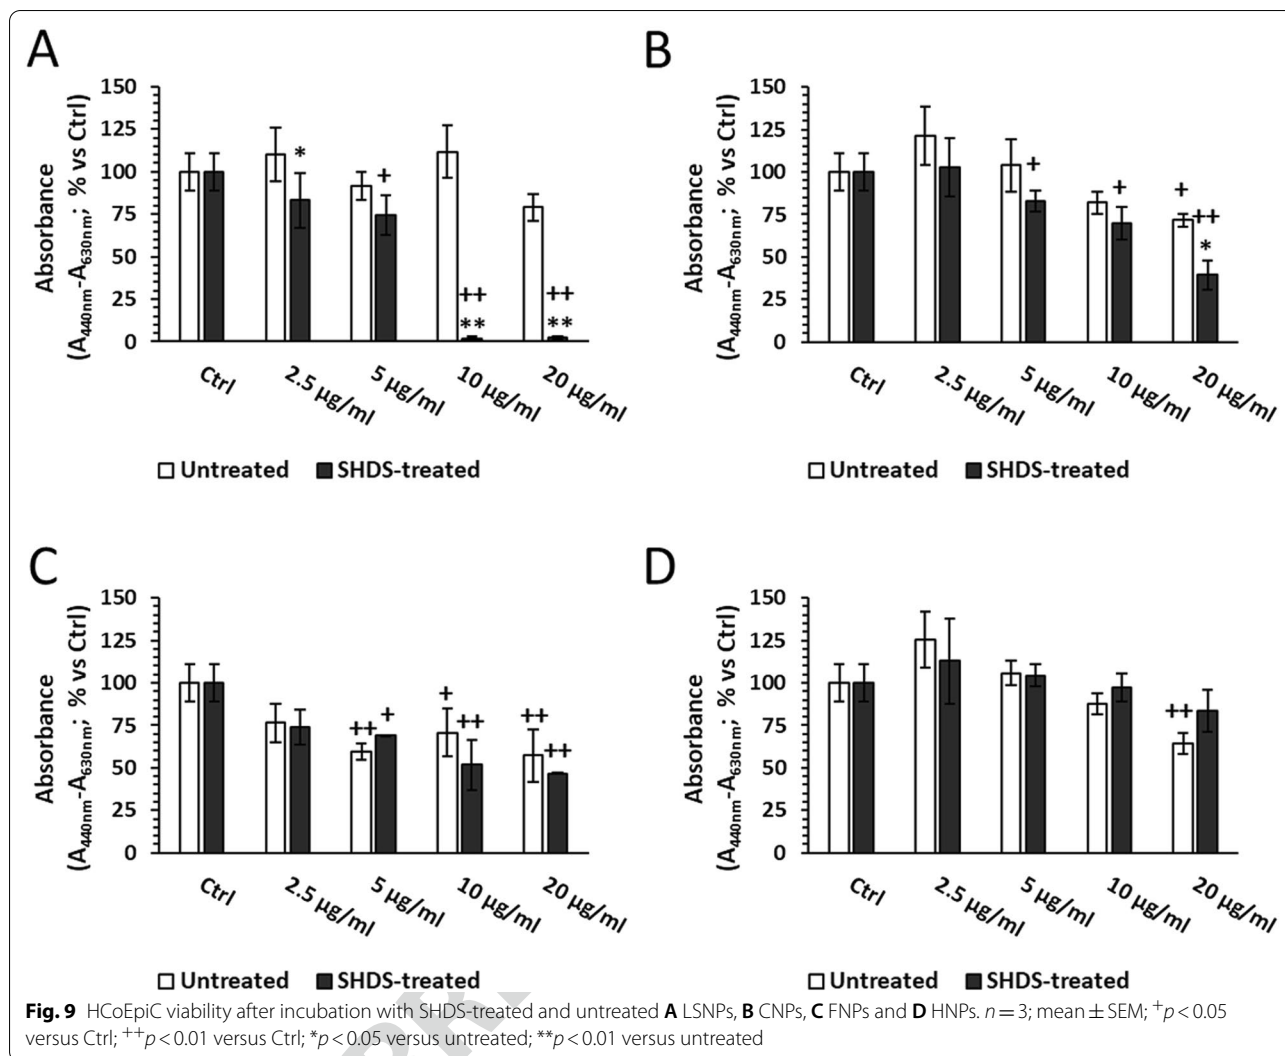 A
Absorbance
(A440nm-A630nm; % vs Ctrl)
150
125
100
75
50
25
0
*
+
++
**
++
**
Ctrl
2.5 µg/ml
5 µg/ml
10 µg/ml
20 µg/ml
Untreated
SHDS-treated
B
Absorbance
(A440nm-A630nm; % vs Ctrl)
150
125
100
75
50
25
0
+
+
+
++
*
Ctrl
2.5 µg/ml
5 µg/ml
10 µg/ml
20 µg/ml
Untreated
SHDS-treated
C
Absorbance
(A440nm-A630nm; % vs Ctrl)
150
125
100
75
50
25
0
++
+
+
++
++
++
Ctrl
2.5 µg/ml
5 µg/ml
10 µg/ml
20 µg/ml
Untreated
SHDS-treated
D
Absorbance
(A440nm-A630nm; % vs Ctrl)
150
125
100
75
50
25
0
++
Ctrl
2.5 µg/ml
5 µg/ml
10 µg/ml
20 µg/ml
Untreated
SHDS-treated
Fig. 9 HCoEpiC viability after incubation with SHDS-treated and untreated A LSNPs, B CNPs, C FNPs and D HNPs. n = 3; mean ± SEM; +p < 0.05
versus Ctrl; ++p < 0.01 versus Ctrl; *p < 0.05 versus untreated; **p < 0.01 versus untreated